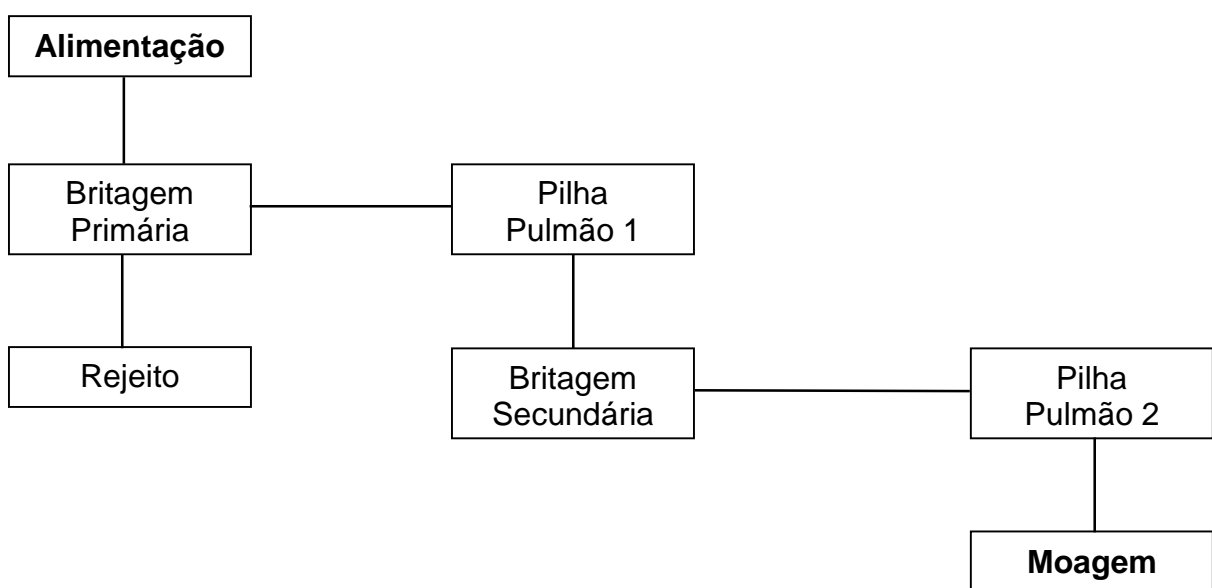 Alimentação
Britagem
Primária
Pilha
Pulmão 1
Rejeito
Britagem
Secundária
Pilha
Pulmão 2
Moagem